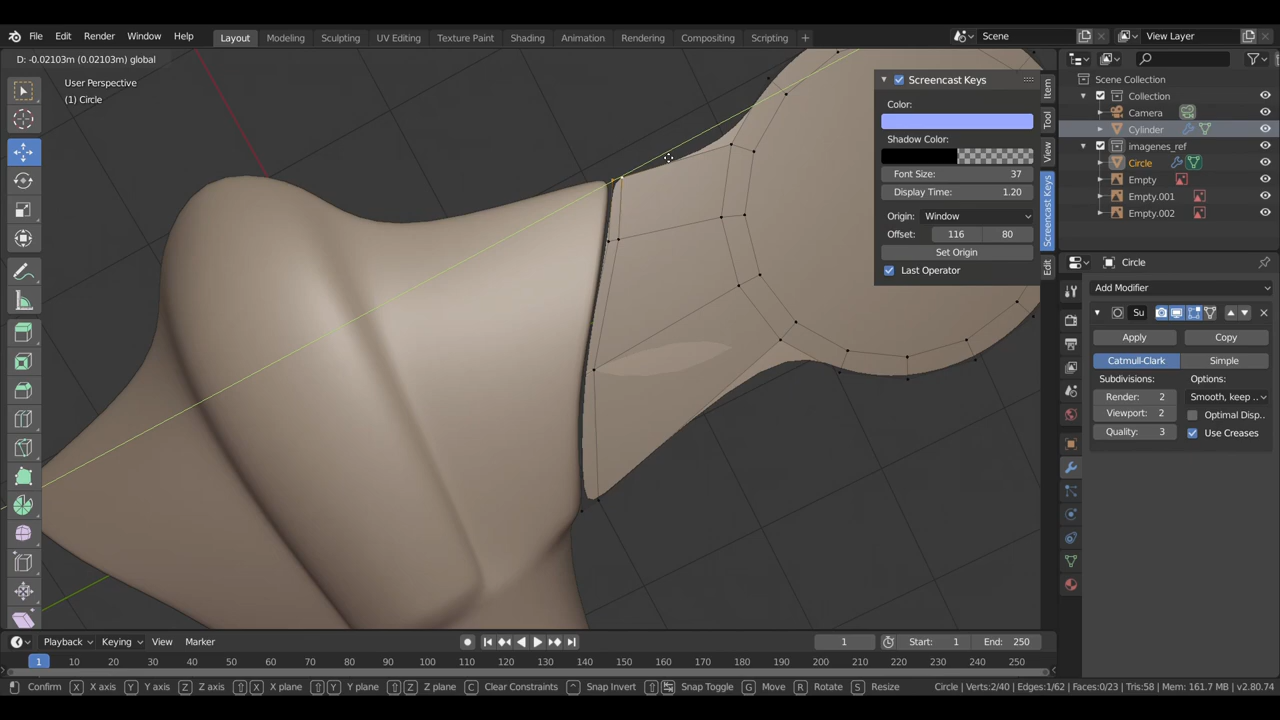 File Edit Render Window Help Layout Modeling Sculpting UV Editing Texture Paint Shading Animation Rendering Compositing Scripting + Scene View Layer
D: -0.02103m (0.02103m) global
User Perspective
(1) Circle
Screencast Keys
Color:
Shadow Color:
Font Size: 37
Display Time: 1.20
Origin: Window
Offset: 116 80
Set Origin
Last Operator
Item
Tool
View
Screencast Keys
Edit
Scene Collection
Collection
Camera
Cylinder
imagenes_ref
Circle
Empty
Empty.001
Empty.002
Circle
Add Modifier
Su
Apply Copy
Catmull-Clark Simple
Subdivisions: Options:
Render: 2 Smooth, keep ..
Viewport: 2 Optimal Disp..
Quality: 3 Use Creases
Playback Keying View Marker 1 Start: 1 End: 250
1 10 20 30 40 50 60 70 80 90 100 110 120 130 140 150 160 170 180 190 200 210 220 230 240 250
Confirm X X axis Y Y axis Z Z axis X X plane Y Y plane Z Z plane C Clear Constraints Snap Invert Snap Toggle G Move R Rotate S Resize Circle | Verts:2/40 | Edges:1/62 | Faces:0/23 | Tris:58 | Mem: 161.7 MB | v2.80.74